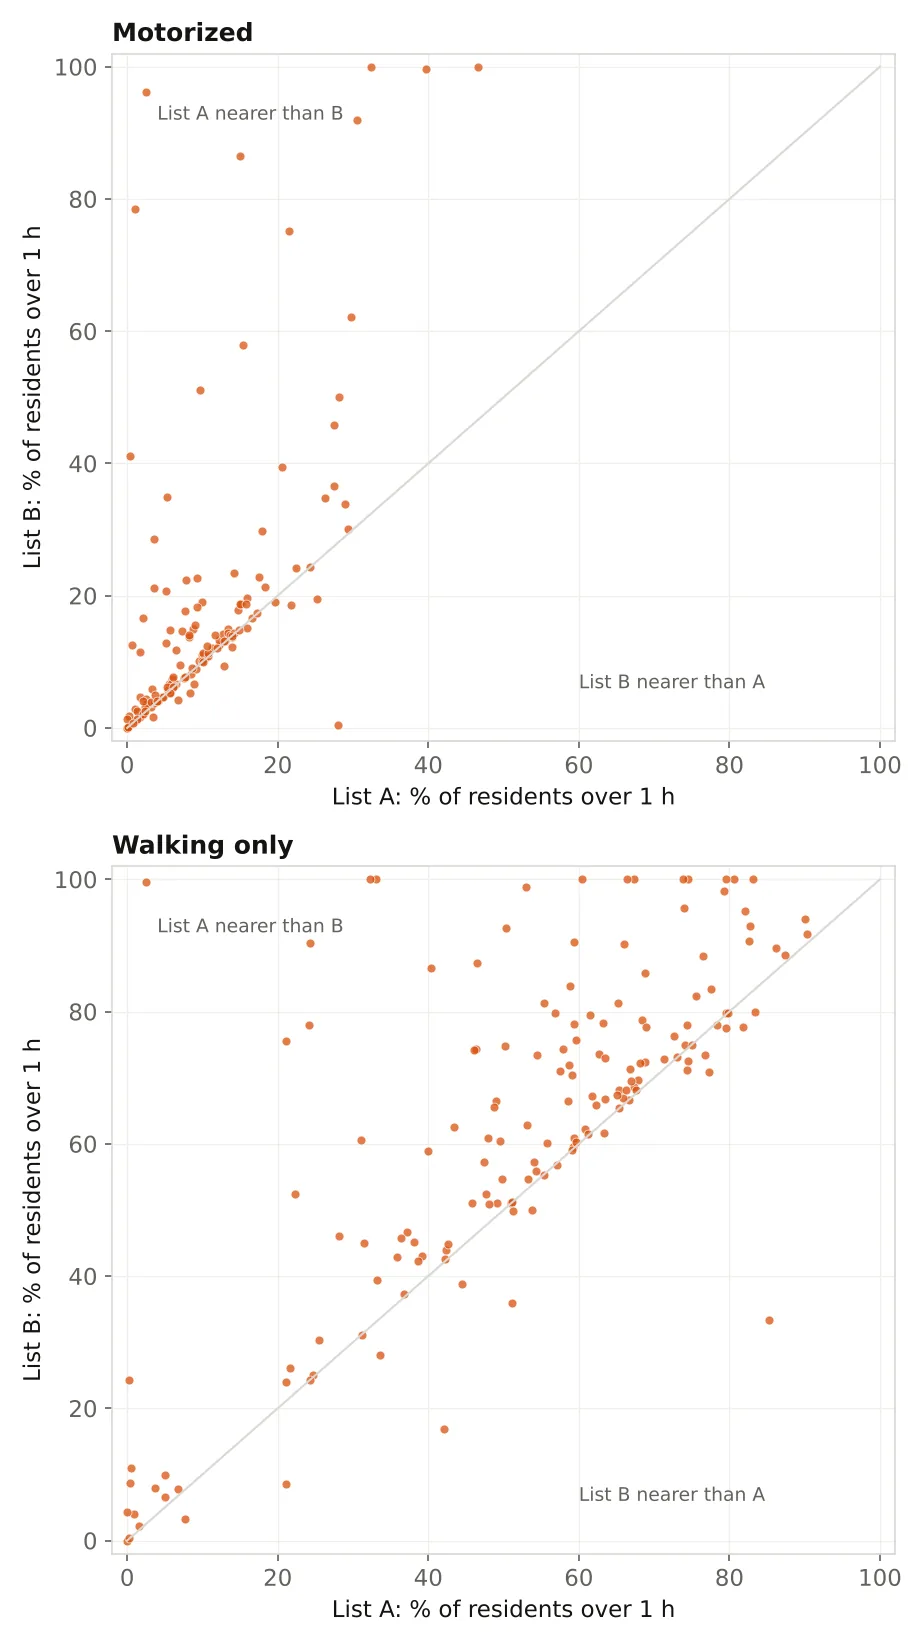 Motorized
100
80
60
40
20
0
List B: % of residents over 1 h
List A nearer than B
List B nearer than A
0 20 40 60 80 100
List A: % of residents over 1 h
Walking only
100
80
60
40
20
0
List B: % of residents over 1 h
List A nearer than B
List B nearer than A
0 20 40 60 80 100
List A: % of residents over 1 h